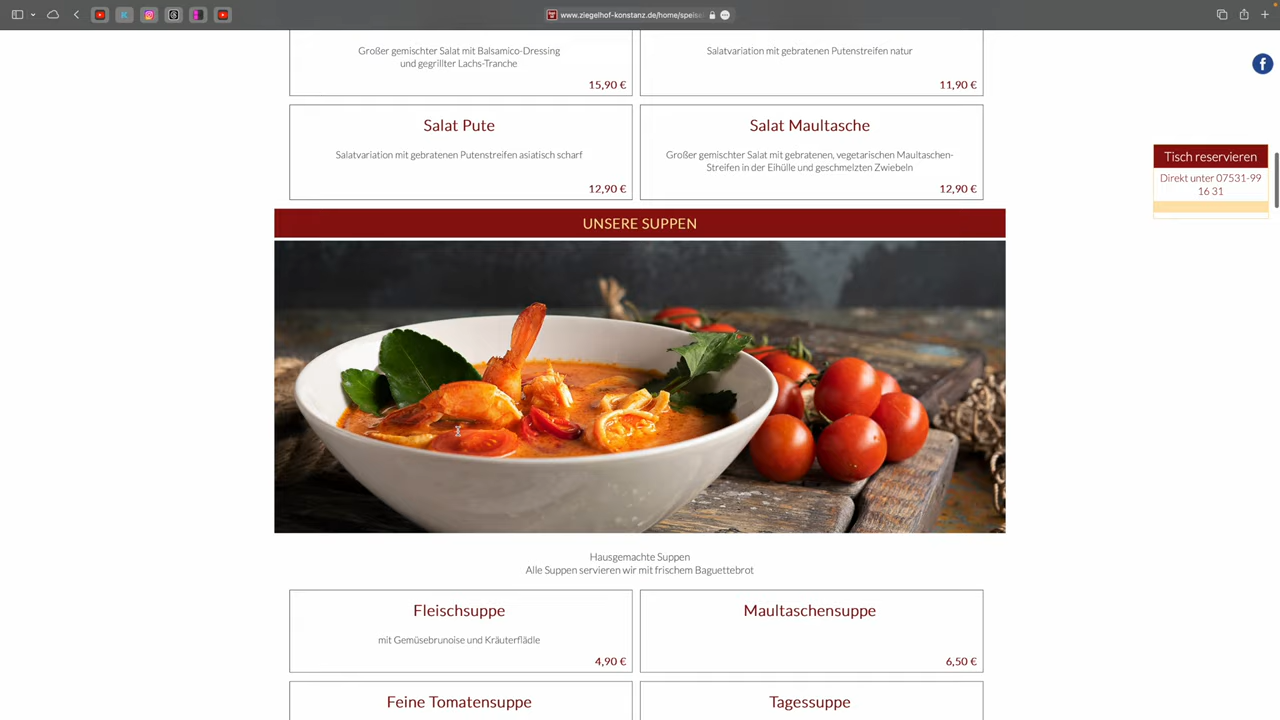 www.ziegelhof-konstanz.de/home/speise
Großer gemischter Salat mit Balsamico-Dressing
und gegrillter Lachs-Tranche
15,90 €
Salatvariation mit gebratenen Putenstreifen natur
11,90 €
Salat Pute
Salatvariation mit gebratenen Putenstreifen asiatisch scharf
12,90 €
Salat Maultasche
Großer gemischter Salat mit gebratenen, vegetarischen Maultaschen-
Streifen in der Eihülle und geschmelzten Zwiebeln
12,90 €
Tisch reservieren
Direkt unter 07531-99
16 31
UNSERE SUPPEN
Hausgemachte Suppen
Alle Suppen servieren wir mit frischem Baguettebrot
Fleischsuppe
mit Gemüsebrunoise und Kräuterflädle
4,90 €
Maultaschensuppe
6,50 €
Feine Tomatensuppe
Tagessuppe